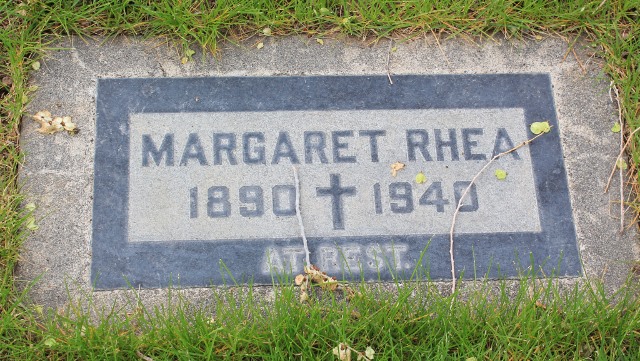 MARGARET RHEA
1890 1940
AT REST.